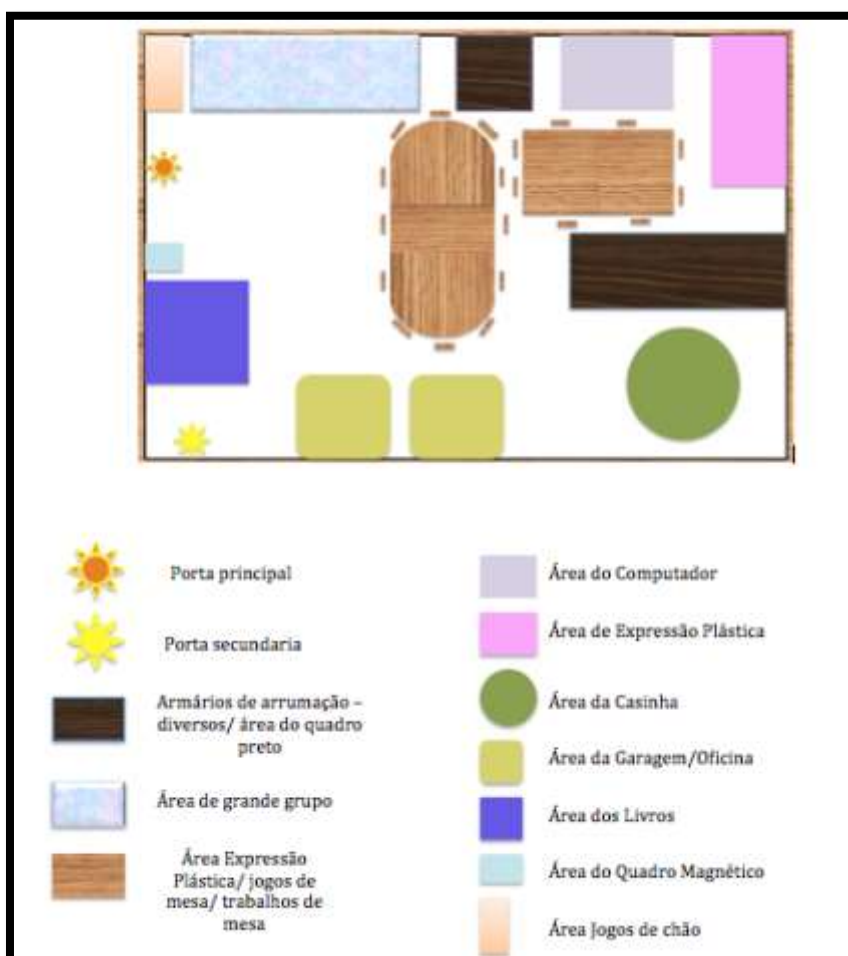 Porta principal
Porta secundaria
Armários de arrumação –
diversos/ área do quadro
preto
Área de grande grupo
Área Expressão
Plástica/ jogos de
mesa/ trabalhos de
mesa
Área do Computador
Área de Expressão Plástica
Área da Casinha
Área da Garagem/Oficina
Área dos Livros
Área do Quadro Magnético
Área Jogos de chão